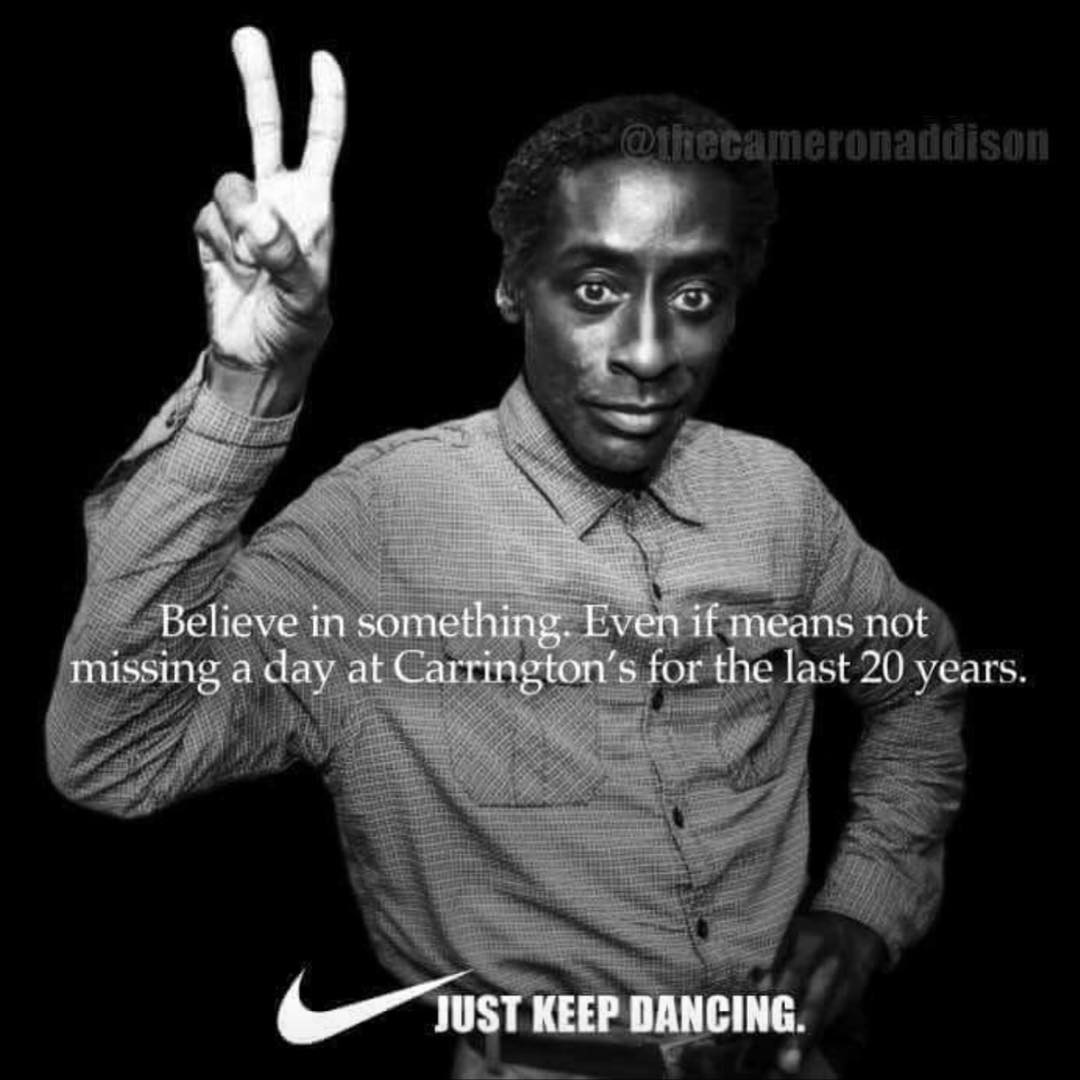 @thecameronaddison
Believe in something. Even if means not
missing a day at Carrington's for the last 20 years.
JUST KEEP DANCING.